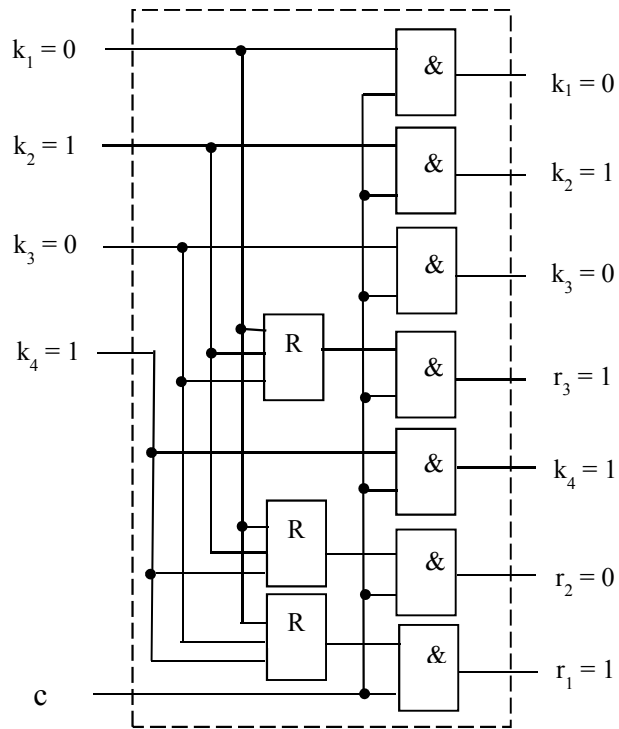 k₁ = 0
&
k₁ = 0
k₂ = 1
&
k₂ = 1
k₃ = 0
&
k₃ = 0
k₄ = 1
R
&
r₃ = 1
&
k₄ = 1
R
&
r₂ = 0
R
&
r₁ = 1
c